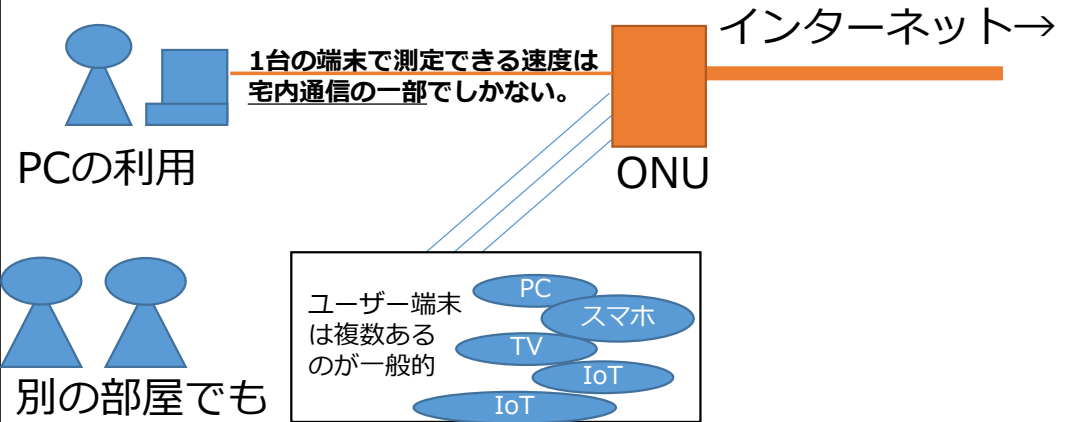 インターネット→
1台の端末で測定できる速度は
宅内通信の一部でしかない。
PCの利用
ONU
ユーザー端末
は複数ある
のが一般的
PC
スマホ
TV
IoT
IoT
別の部屋でも